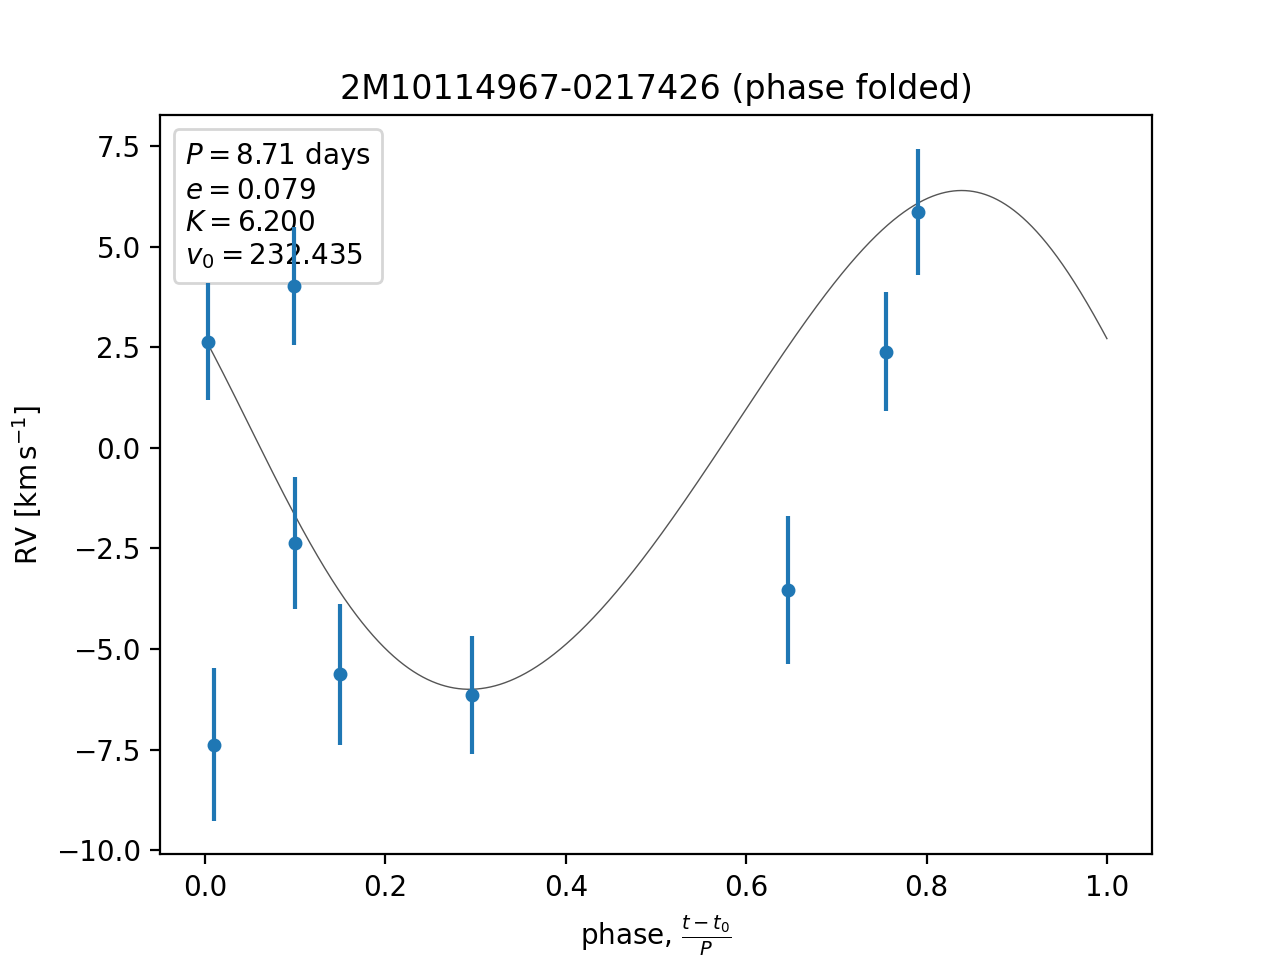 2M10114967-0217426 (phase folded)
P = 8.71 days
e = 0.079
K = 6.200
v₀ = 232.435
7.5
5.0
2.5
0.0
−2.5
−5.0
−7.5
−10.0
RV [km s⁻¹]
0.0 0.2 0.4 0.6 0.8 1.0
phase, (t − t₀)/P